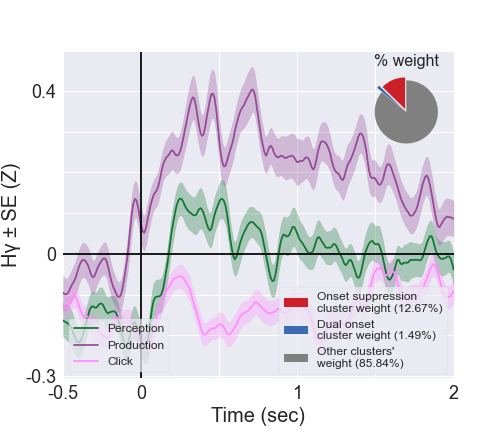 % weight
0.4
0
-0.3
Hγ ± SE (Z)
Perception
Production
Click
Onset suppression
cluster weight (12.67%)
Dual onset
cluster weight (1.49%)
Other clusters'
weight (85.84%)
-0.5
0
1
2
Time (sec)